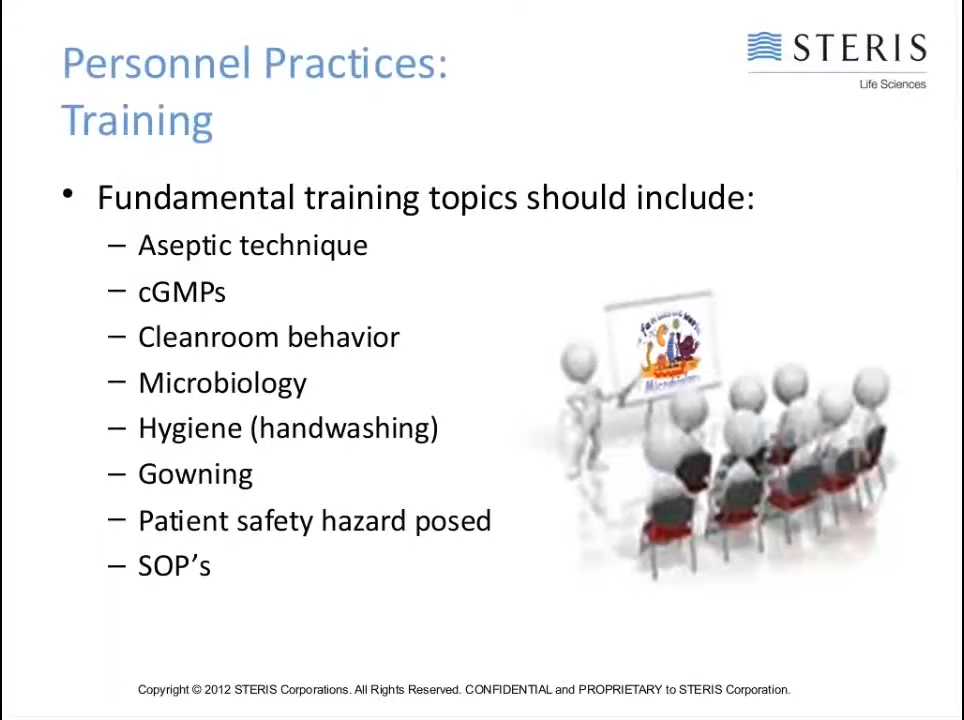 Personnel Practices:
Training
STERIS
Life Sciences
• Fundamental training topics should include:
– Aseptic technique
– cGMPs
– Cleanroom behavior
– Microbiology
– Hygiene (handwashing)
– Gowning
– Patient safety hazard posed
– SOP’s
Microbiology
Copyright © 2012 STERIS Corporations. All Rights Reserved. CONFIDENTIAL and PROPRIETARY to STERIS Corporation.